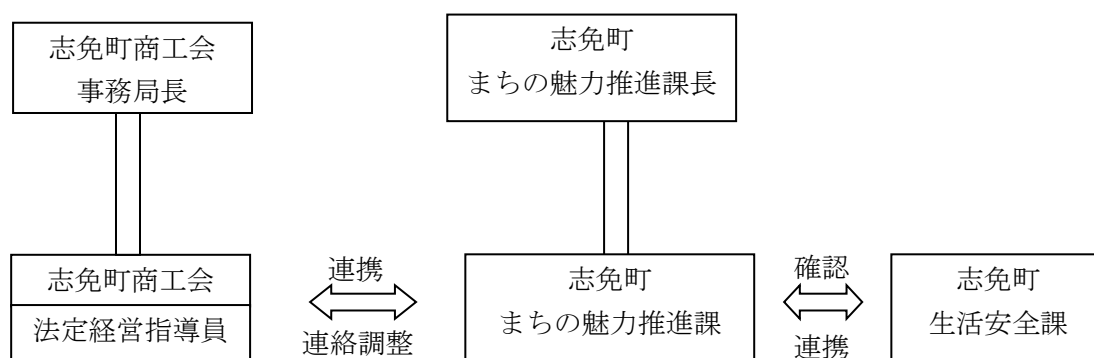 志免町商工会
事務局長
志免町
まちの魅力推進課長
志免町商工会
法定経営指導員
連携
連絡調整
志免町
まちの魅力推進課
確認
連携
志免町
生活安全課